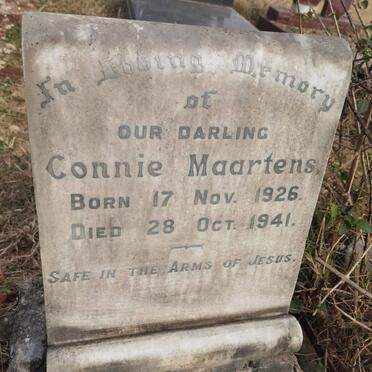 In Loving Memory
of
OUR DARLING
Connie Maartens.
BORN 17 NOV. 1926.
DIED 28 OCT. 1941.
SAFE IN THE ARMS OF JESUS.